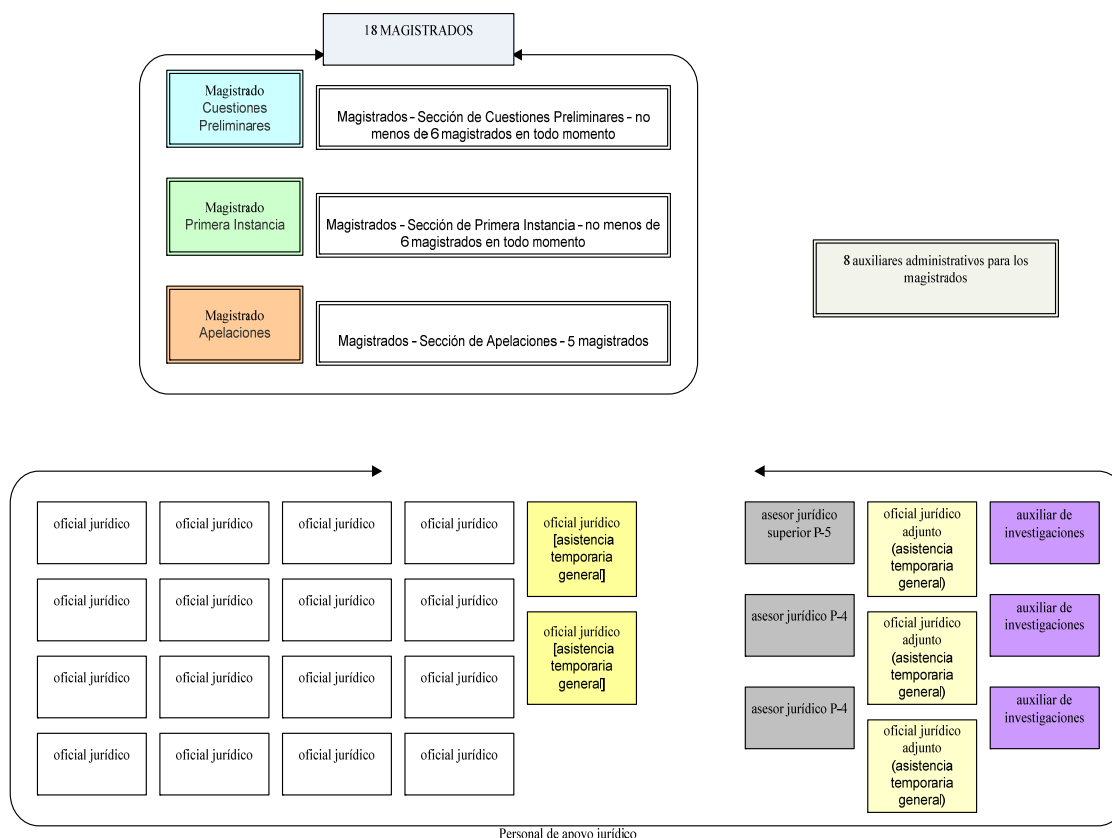 18 MAGISTRADOS
Magistrado
Cuestiones
Preliminares
Magistrados - Sección de Cuestiones Preliminares - no
menos de 6 magistrados en todo momento
Magistrado
Primera Instancia
Magistrados - Sección de Primera Instancia - no menos de
6 magistrados en todo momento
Magistrado
Apelaciones
Magistrados - Sección de Apelaciones - 5 magistrados
8 auxiliares administrativos para los
magistrados
oficial jurídico
oficial jurídico
oficial jurídico
oficial jurídico
oficial jurídico
[asistencia
temporaria
general]
oficial jurídico
oficial jurídico
oficial jurídico
oficial jurídico
oficial jurídico
[asistencia
temporaria
general]
oficial jurídico
oficial jurídico
oficial jurídico
oficial jurídico
oficial jurídico
oficial jurídico
oficial jurídico
oficial jurídico
asesor jurídico
superior P-5
oficial jurídico
adjunto
(asistencia
temporaria
general)
auxiliar de
investigaciones
asesor jurídico P-4
oficial jurídico
adjunto
(asistencia
temporaria
general)
auxiliar de
investigaciones
asesor jurídico P-4
oficial jurídico
adjunto
(asistencia
temporaria
general)
auxiliar de
investigaciones
Personal de apoyo jurídico